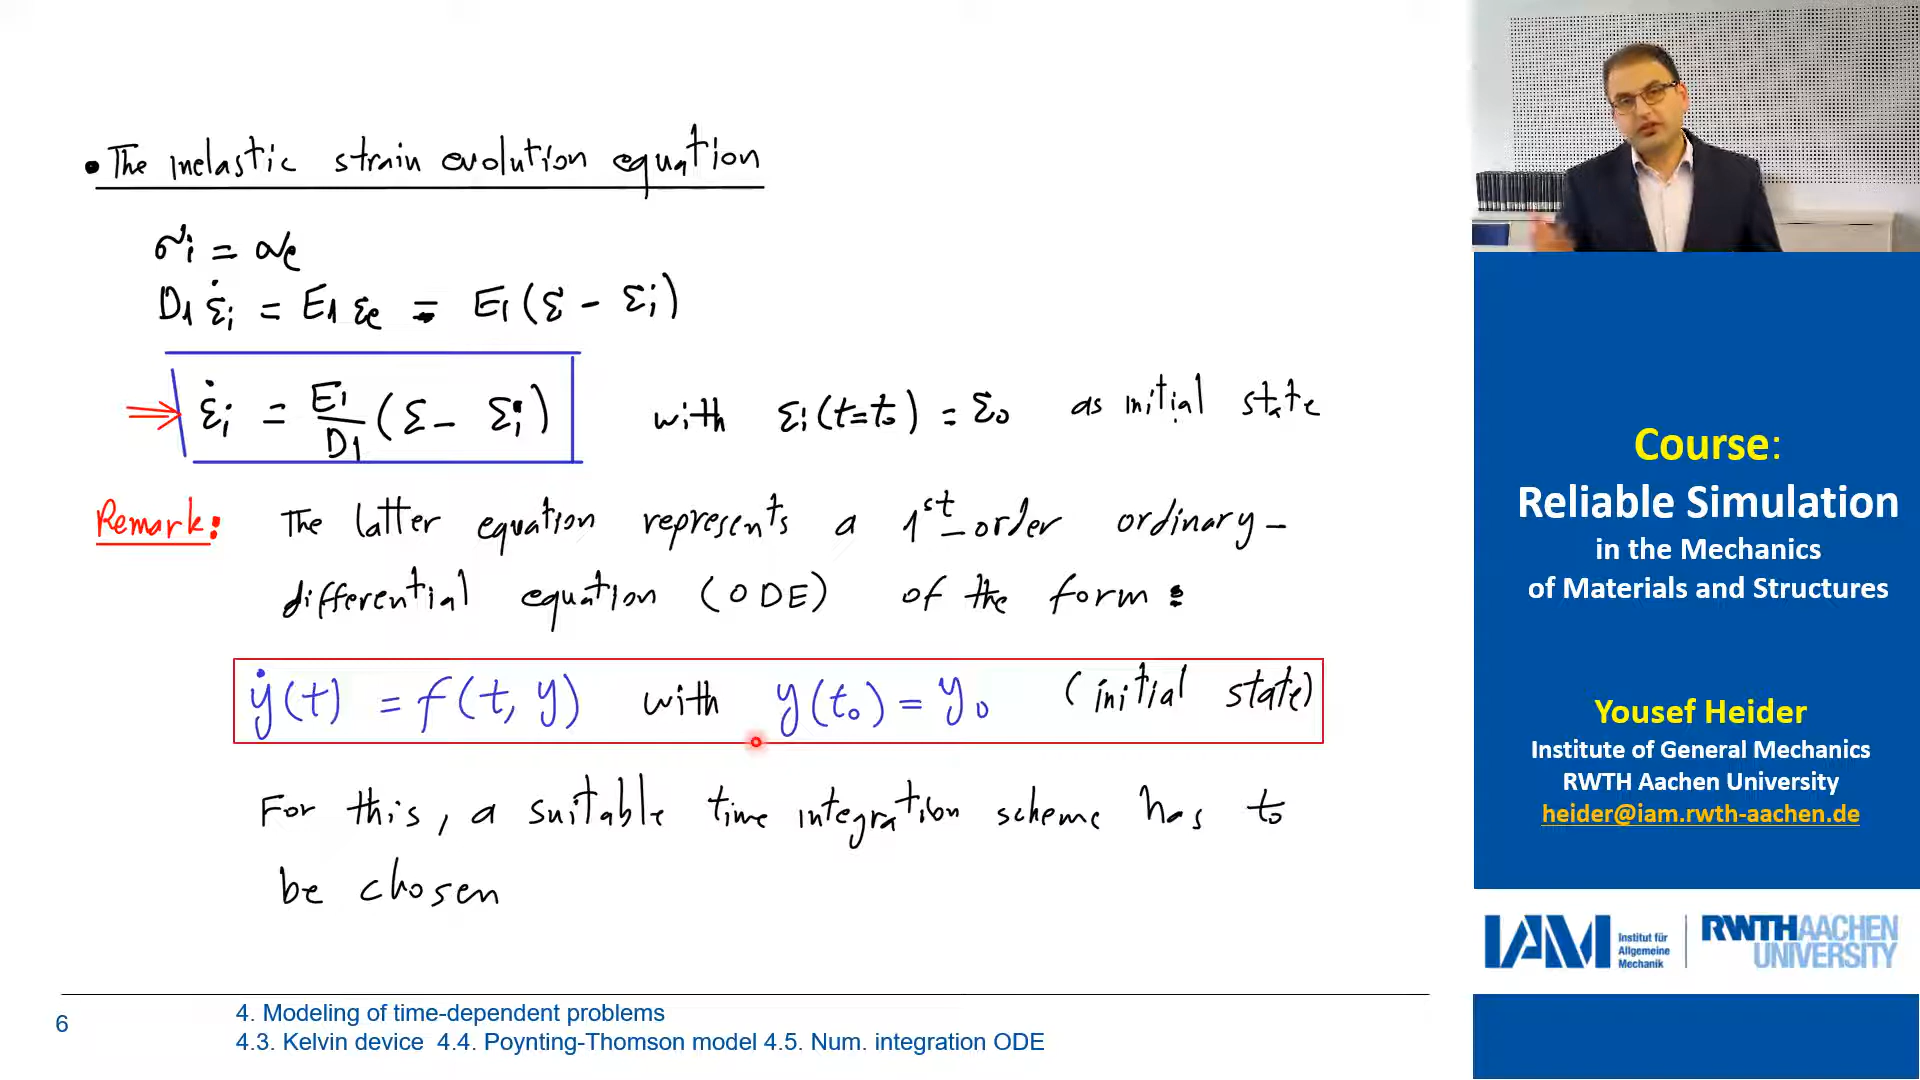 • The inelastic strain evolution equation
σi = σe
D1 ε̇i = E1 εe = E1 (ε - εi)
ε̇i = E1/D1 (ε - εi) with εi (t=t0) = ε0 as initial state
Remark: The latter equation represents a 1st-order ordinary-
differential equation (ODE) of the form:
ẏ(t) = f(t, y) with y(t0) = y0 (initial state)
For this, a suitable time integration scheme has to
be chosen
6
4. Modeling of time-dependent problems
4.3. Kelvin device 4.4. Poynting-Thomson model 4.5. Num. integration ODE
Course:
Reliable Simulation
in the Mechanics
of Materials and Structures
Yousef Heider
Institute of General Mechanics
RWTH Aachen University
heider@iam.rwth-aachen.de
IAM Institut für
Allgemeine
Mechanik
RWTH AACHEN
UNIVERSITY